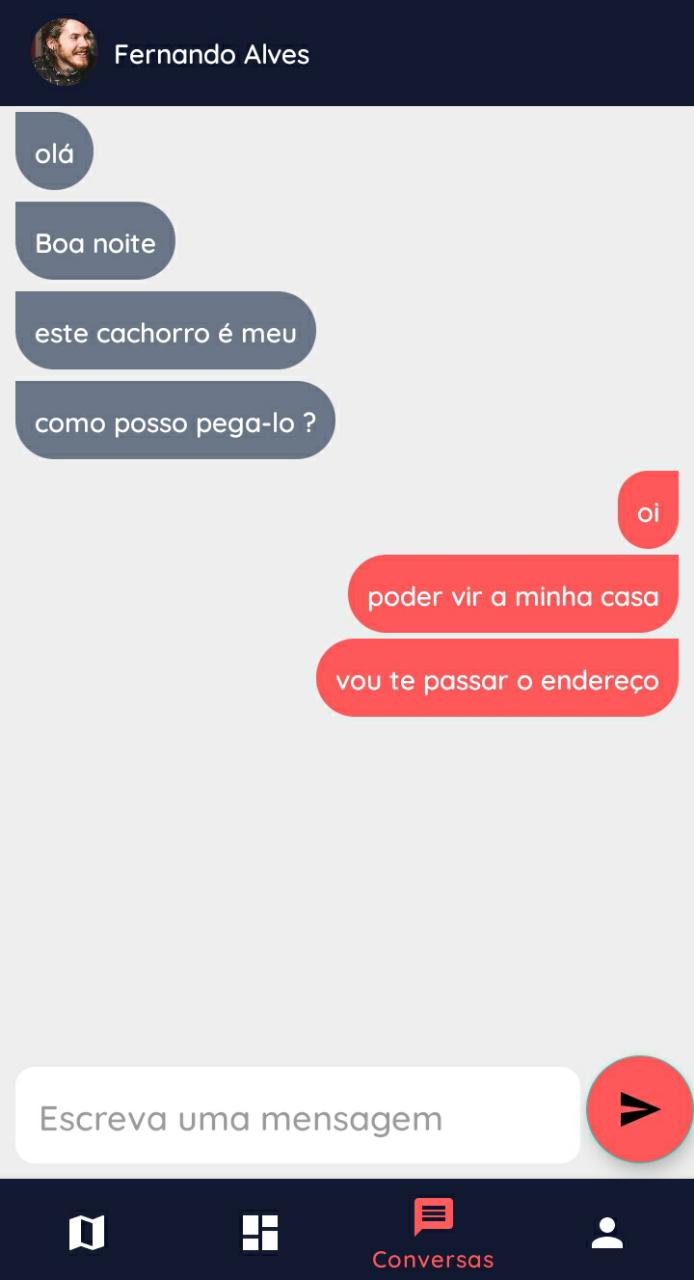 Fernando Alves
olá
Boa noite
este cachorro é meu
como posso pega-lo ?
oi
poder vir a minha casa
vou te passar o endereço
Escreva uma mensagem
Conversas